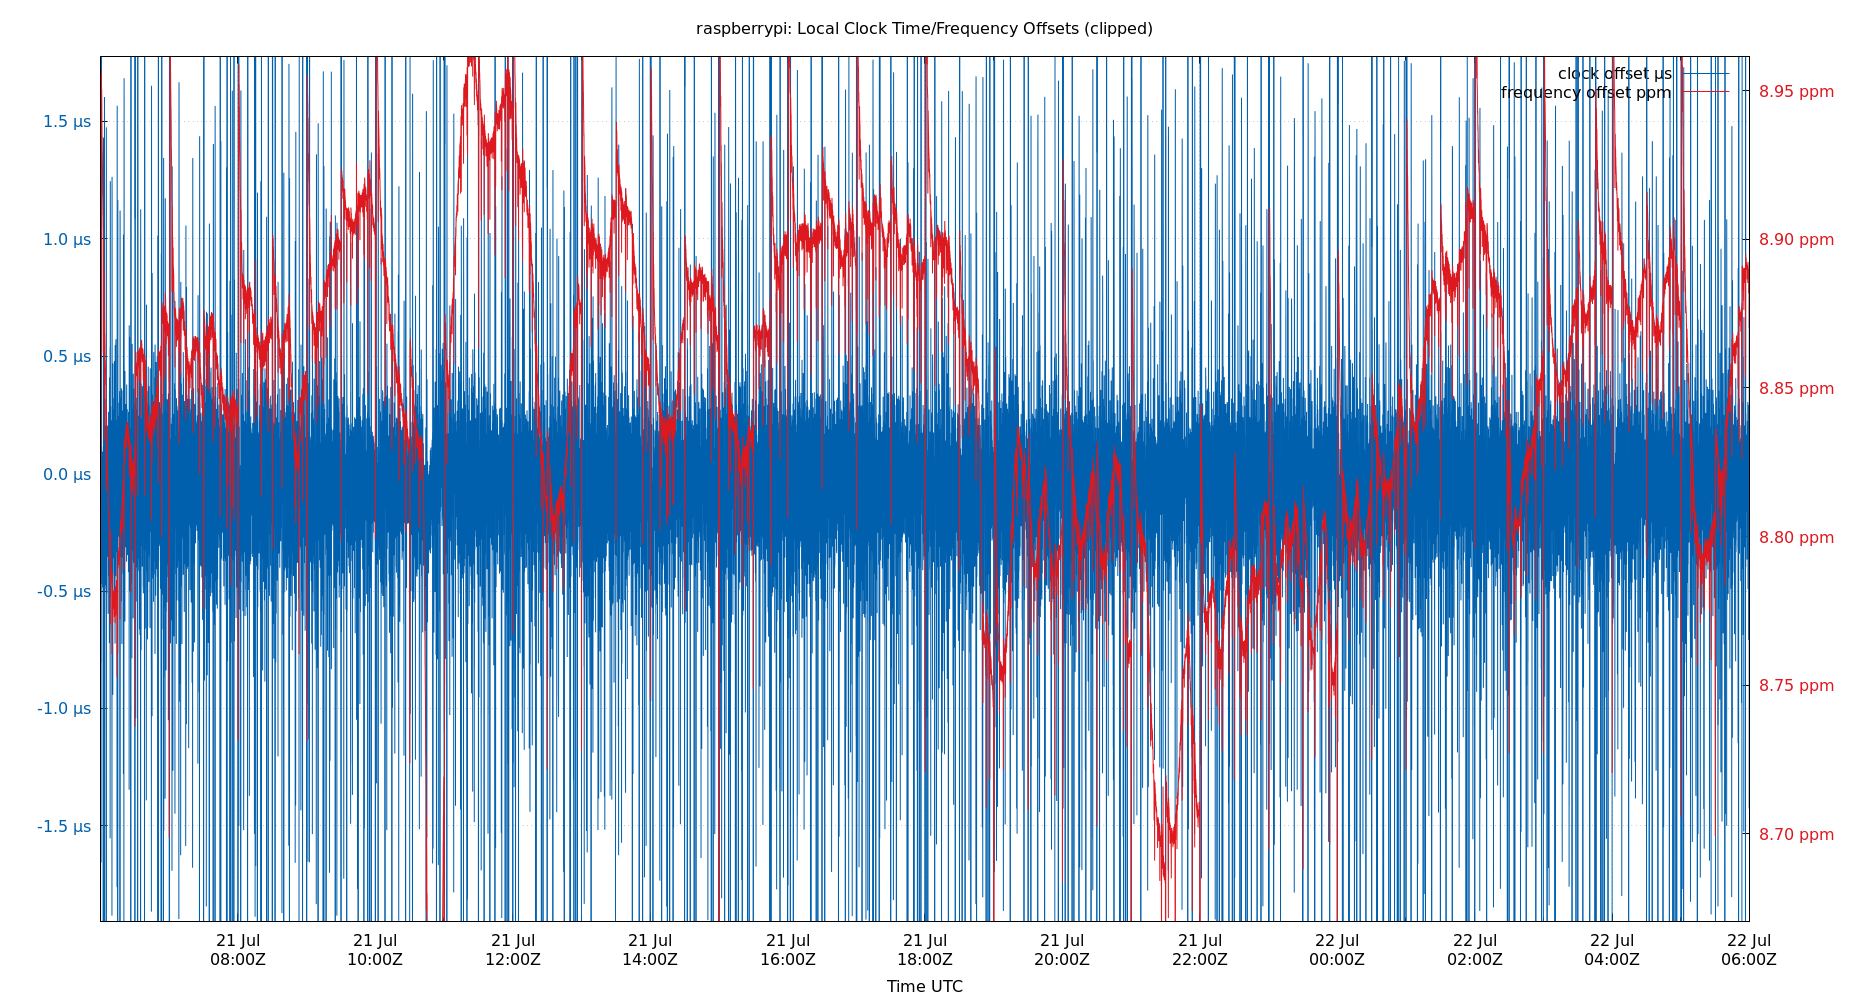 raspberrypi: Local Clock Time/Frequency Offsets (clipped)
clock offset µs
frequency offset ppm
1.5 µs
1.0 µs
0.5 µs
0.0 µs
-0.5 µs
-1.0 µs
-1.5 µs
8.95 ppm
8.90 ppm
8.85 ppm
8.80 ppm
8.75 ppm
8.70 ppm
21 Jul 21 Jul 21 Jul 21 Jul 21 Jul 21 Jul 21 Jul 21 Jul 22 Jul 22 Jul 22 Jul 22 Jul
08:00Z 10:00Z 12:00Z 14:00Z 16:00Z 18:00Z 20:00Z 22:00Z 00:00Z 02:00Z 04:00Z 06:00Z
Time UTC